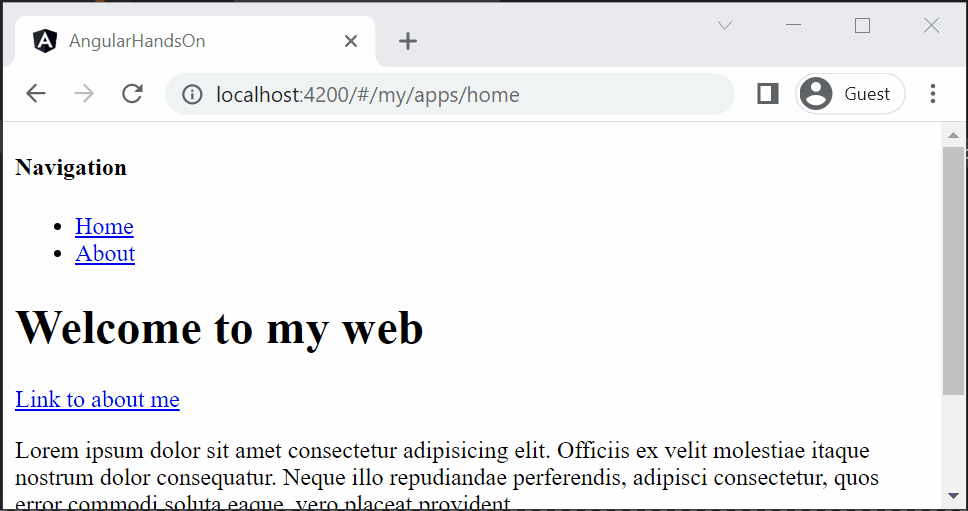 AngularHandsOn
localhost:4200/#/my/apps/home
Guest
Navigation
Home
About
Welcome to my web
Link to about me
Lorem ipsum dolor sit amet consectetur adipisicing elit. Officiis ex velit molestiae itaque
nostrum dolor consequatur. Neque illo repudiandae perferendis, adipisci consectetur, quos
error commodi soluta eaque, vero placeat provident